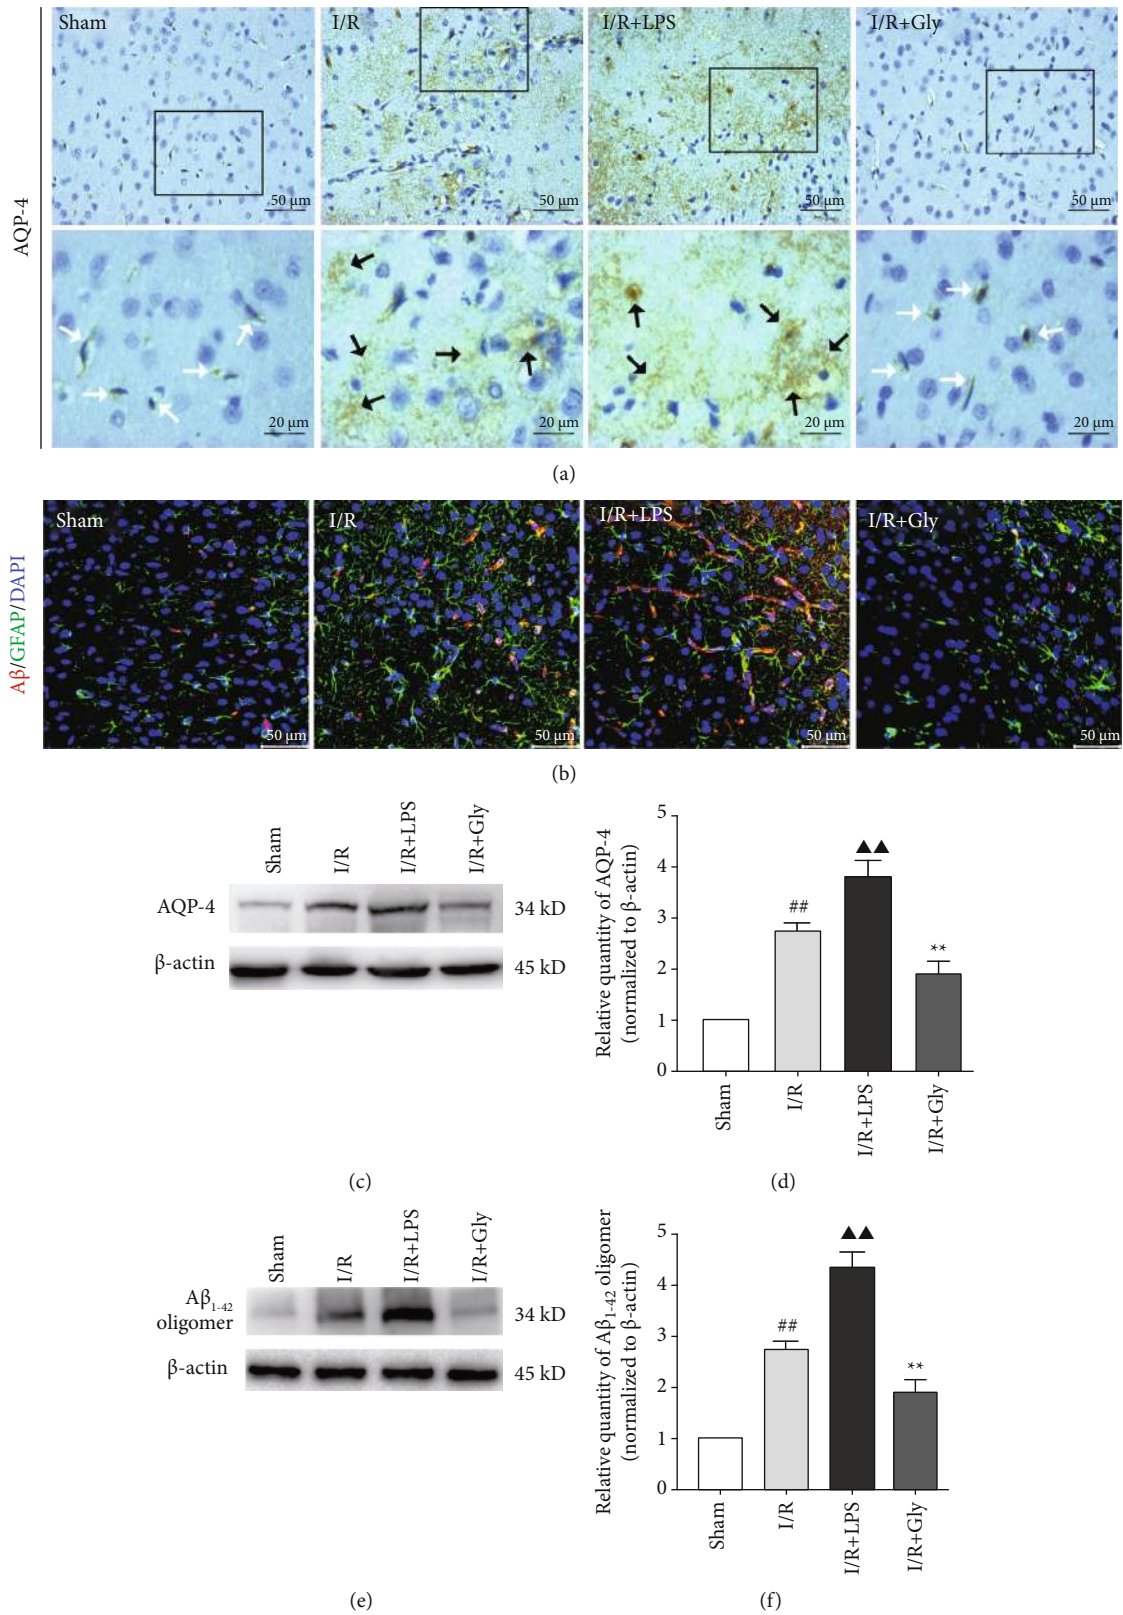 Sham
I/R
I/R+LPS
I/R+Gly
AQP-4
50 µm
50 µm
50 µm
50 µm
20 µm
20 µm
20 µm
20 µm
(a)
Aβ/GFAP/DAPI
Sham
I/R
I/R+LPS
I/R+Gly
50 µm
50 µm
50 µm
50 µm
(b)
Sham
I/R
I/R+LPS
I/R+Gly
AQP-4
34 kD
β-actin
45 kD
(c)
Relative quantity of AQP-4
(normalized to β-actin)
5
4
3
2
1
0
##
▲▲
**
Sham
I/R
I/R+LPS
I/R+Gly
(d)
Sham
I/R
I/R+LPS
I/R+Gly
Aβ1-42
oligomer
34 kD
β-actin
45 kD
(e)
Relative quantity of Aβ1-42 oligomer
(normalized to β-actin)
5
4
3
2
1
0
##
▲▲
**
Sham
I/R
I/R+LPS
I/R+Gly
(f)